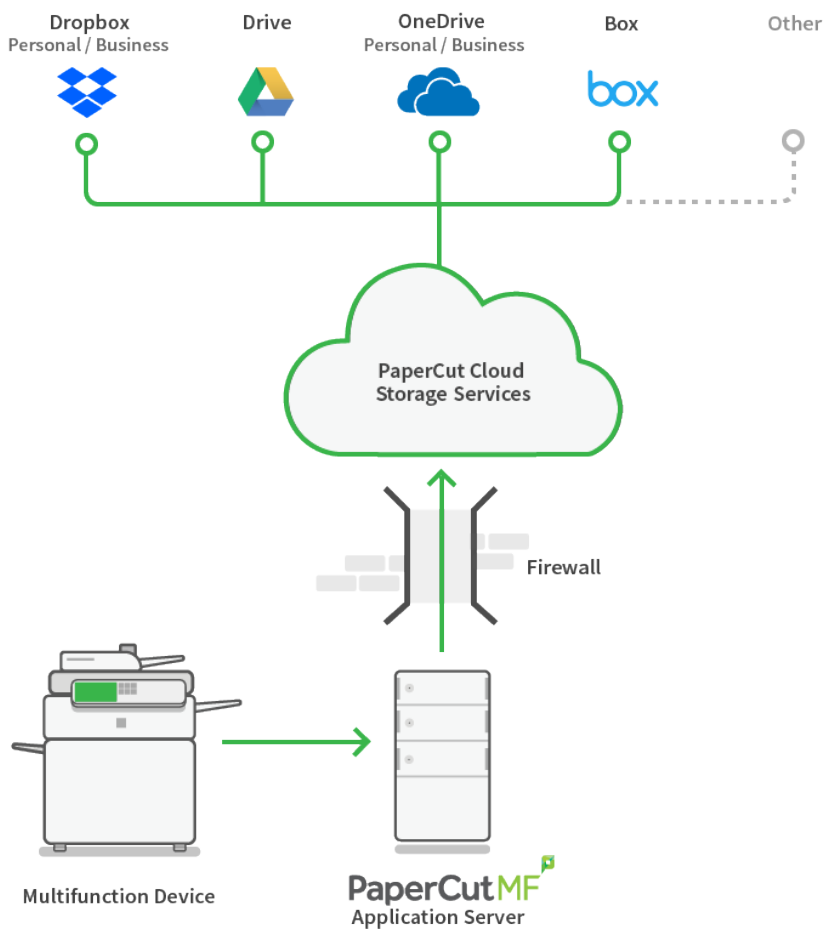 Dropbox
Personal / Business
Drive
OneDrive
Personal / Business
Box
Other
box
PaperCut Cloud
Storage Services
Firewall
Multifunction Device
PaperCutMF
Application Server